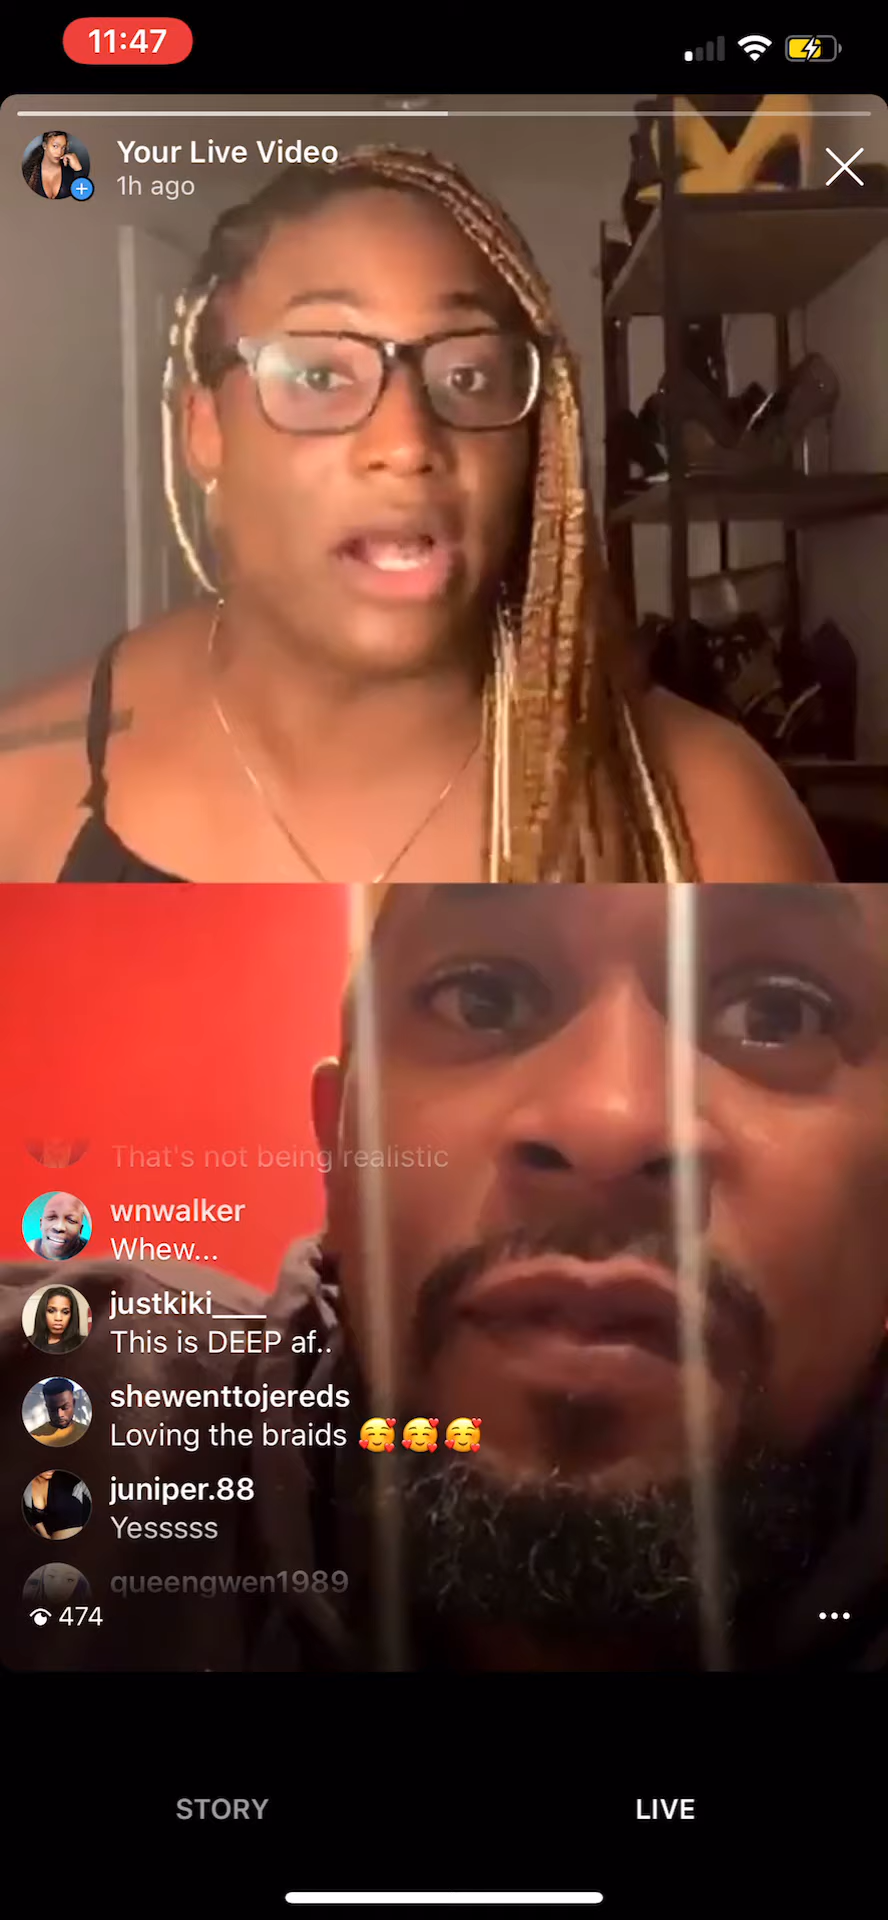 11:47
Your Live Video
1h ago
That's not being realistic
wnwalker
Whew...
justkiki___
This is DEEP af..
shewenttojereds
Loving the braids 🥰🥰🥰
juniper.88
Yesssss
queengwen1989
474
STORY
LIVE